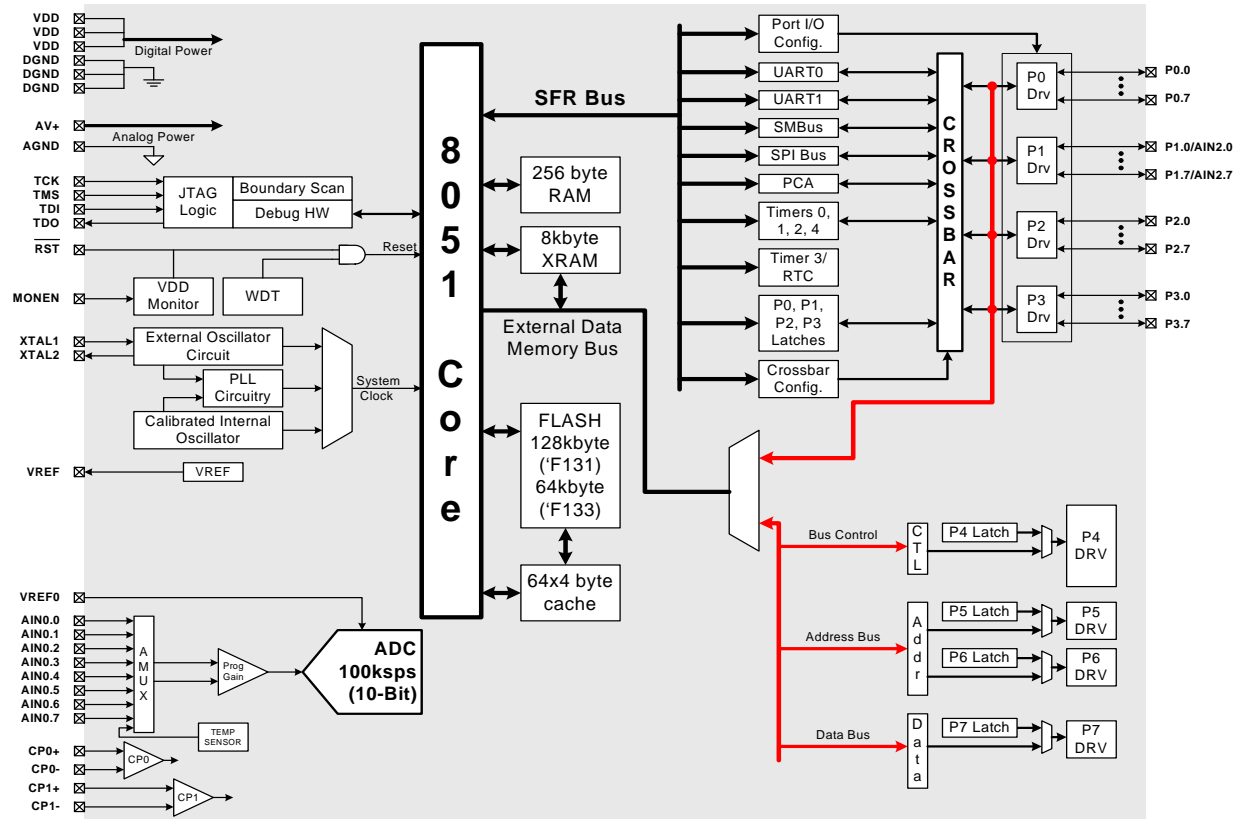 VDD
VDD
VDD
Digital Power
DGND
DGND
DGND
AV+
Analog Power
AGND
TCK
TMS
TDI
TDO
JTAG
Logic
Boundary Scan
Debug HW
RST
Reset
MONEN
VDD
Monitor
WDT
XTAL1
XTAL2
External Oscillator
Circuit
PLL
Circuitry
Calibrated Internal
Oscillator
System
Clock
VREF
VREF
VREF0
AIN0.0
AIN0.1
AIN0.2
AIN0.3
AIN0.4
AIN0.5
AIN0.6
AIN0.7
A
M
U
X
Prog
Gain
ADC
100ksps
(10-Bit)
TEMP
SENSOR
CP0+
CP0-
CP0
CP1+
CP1-
CP1
8
0
5
1
C
o
r
e
SFR Bus
256 byte
RAM
8kbyte
XRAM
External Data
Memory Bus
FLASH
128kbyte
('F131)
64kbyte
('F133)
64x4 byte
cache
Port I/O
Config.
UART0
UART1
SMBus
SPI Bus
PCA
Timers 0,
1, 2, 4
Timer 3/
RTC
P0, P1,
P2, P3
Latches
Crossbar
Config.
C
R
O
S
S
B
A
R
P0
Drv
P1
Drv
P2
Drv
P3
Drv
P0.0
P0.7
P1.0/AIN2.0
P1.7/AIN2.7
P2.0
P2.7
P3.0
P3.7
Bus Control
C
T
L
P4 Latch
P4
DRV
Address Bus
A
d
d
r
P5 Latch
P5
DRV
P6 Latch
P6
DRV
Data Bus
D
a
t
a
P7 Latch
P7
DRV